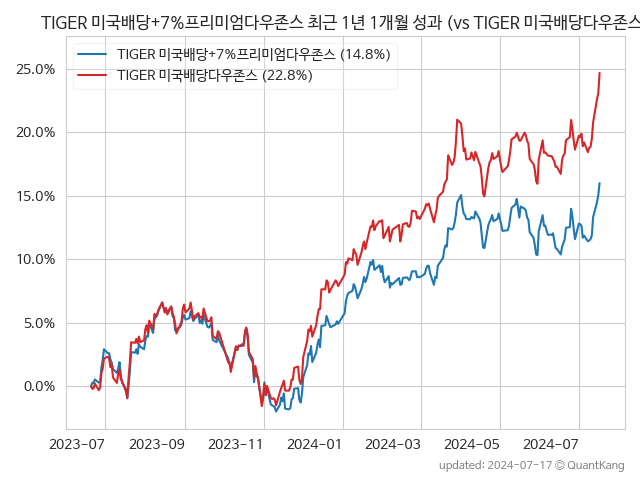 TIGER 미국배당+7%프리미엄다우존스 최근 1년 1개월 성과 (vs TIGER 미국배당다우존스
TIGER 미국배당+7%프리미엄다우존스 (14.8%)
TIGER 미국배당다우존스 (22.8%)
25.0%
20.0%
15.0%
10.0%
5.0%
0.0%
2023-07 2023-09 2023-11 2024-01 2024-03 2024-05 2024-07
updated: 2024-07-17 © QuantKang